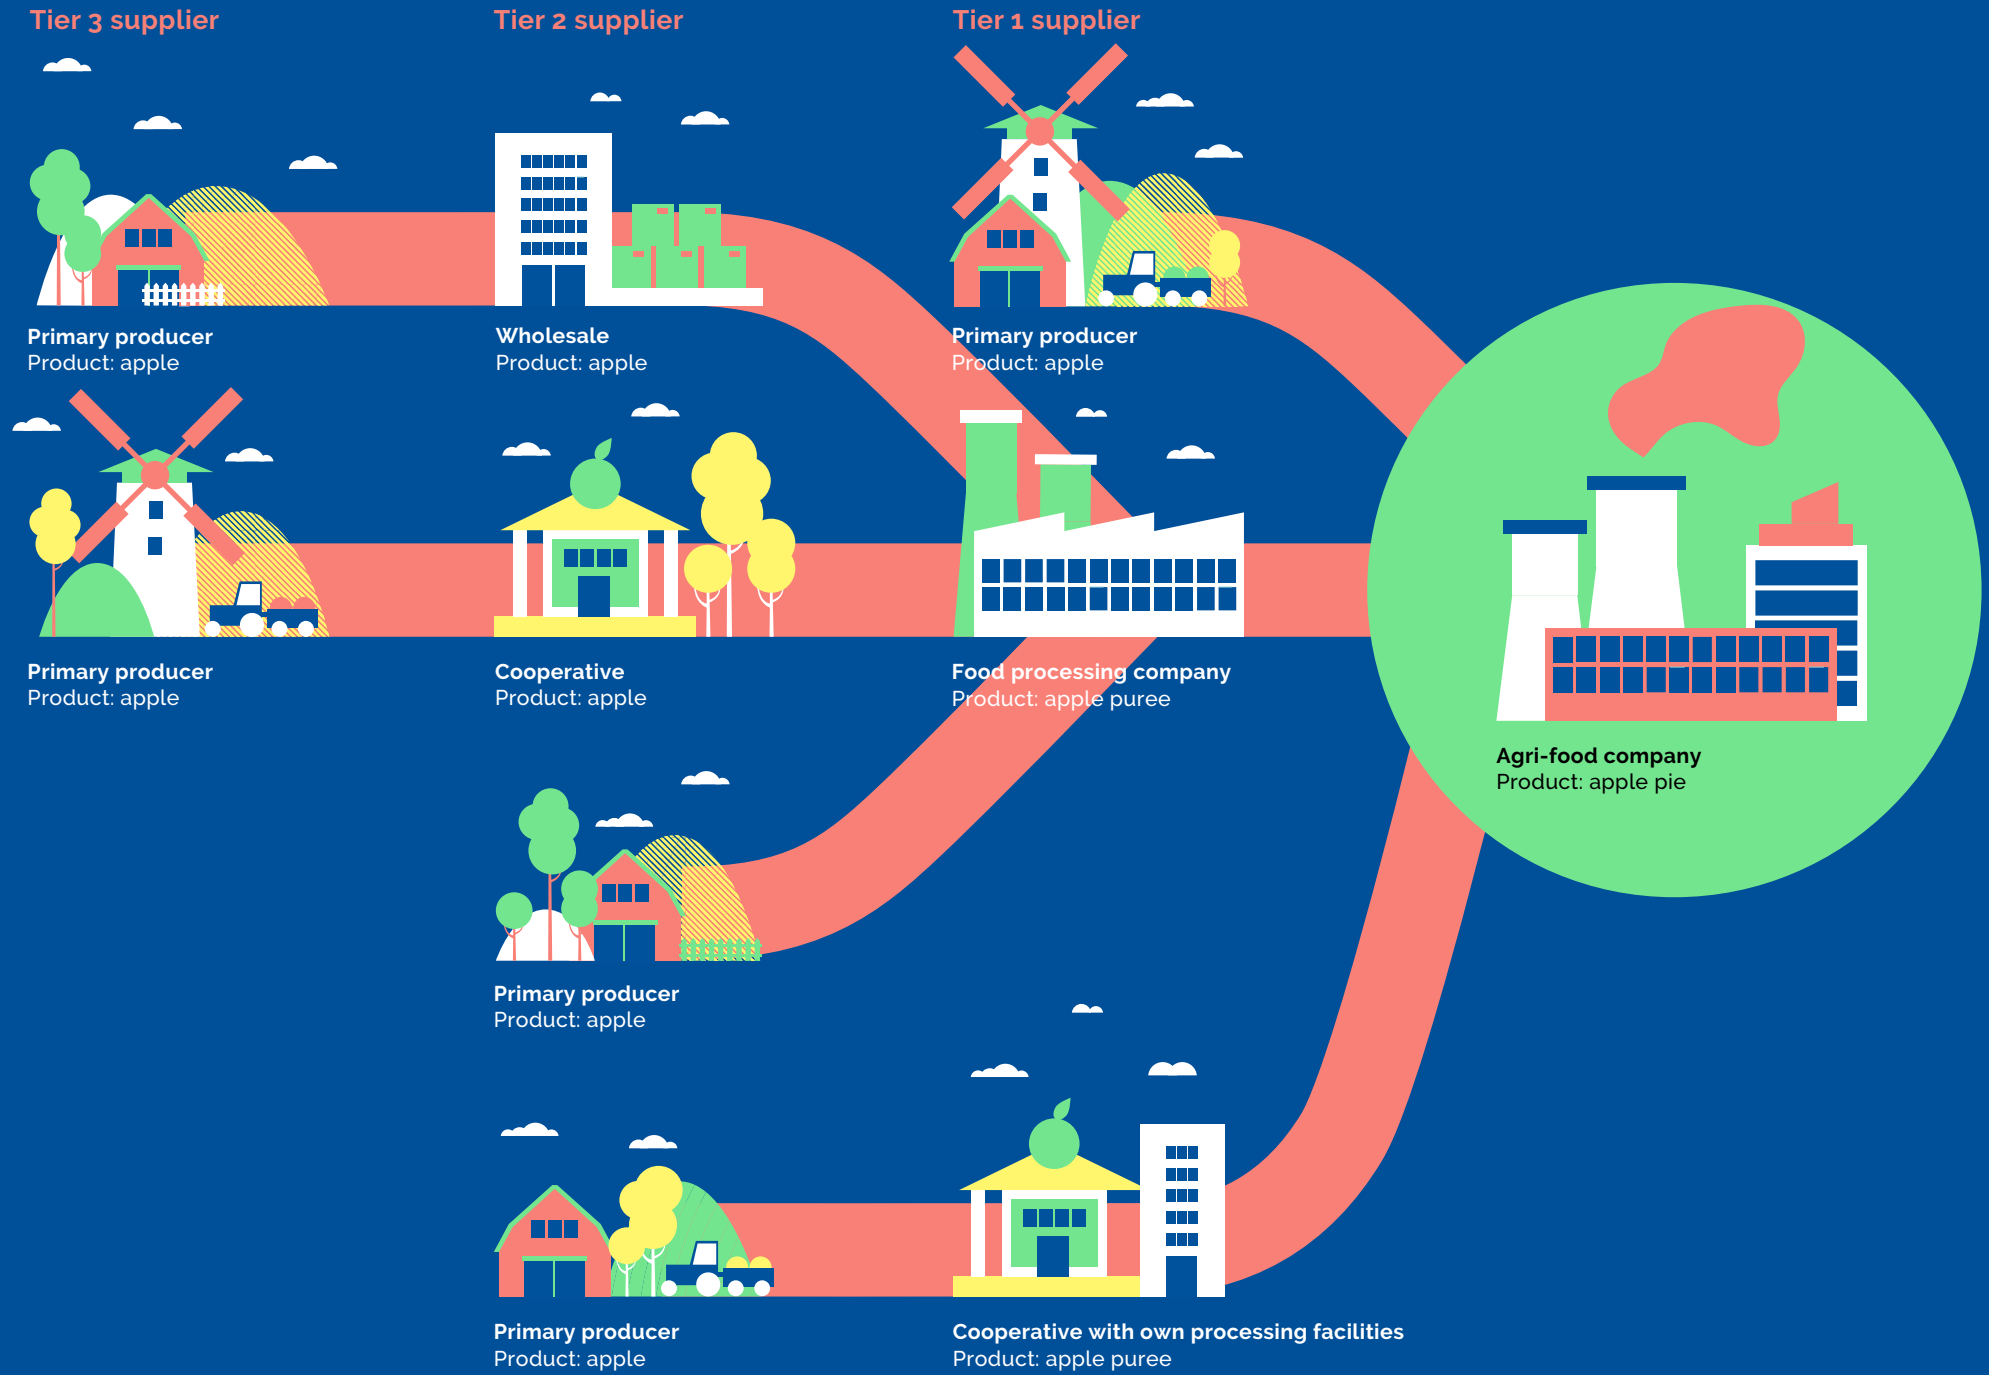 Tier 3 supplier
Tier 2 supplier
Tier 1 supplier
Primary producer
Product: apple
Wholesale
Product: apple
Primary producer
Product: apple
Primary producer
Product: apple
Cooperative
Product: apple
Food processing company
Product: apple puree
Agri-food company
Product: apple pie
Primary producer
Product: apple
Primary producer
Product: apple
Cooperative with own processing facilities
Product: apple puree